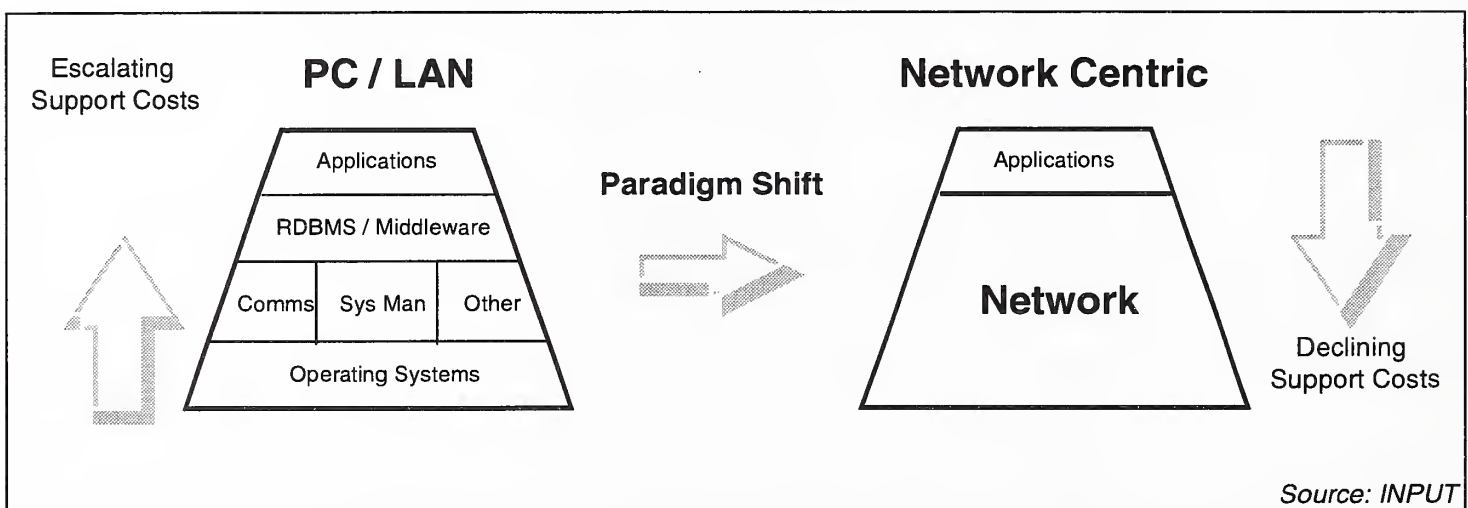 Escalating
Support Costs
PC / LAN
Applications
RDBMS / Middleware
Comms
Sys Man
Other
Operating Systems
Paradigm Shift
Network Centric
Applications
Network
Declining
Support Costs
Source: INPUT